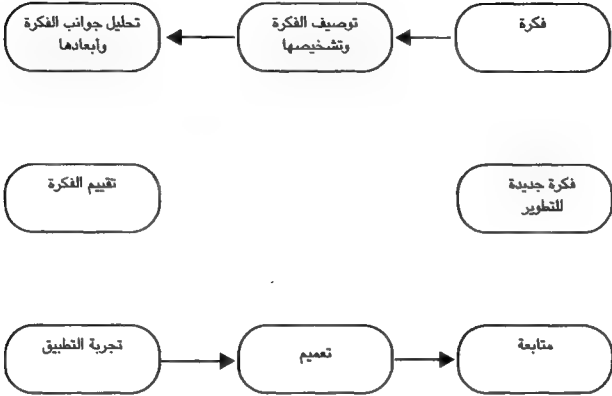 فكرة
توصيف الفكرة
وتشخيصها
تحليل جوانب الفكرة
وأبعادها
فكرة جديدة
للتطوير
تقييم الفكرة
متابعة
تعميم
تجربة التطبيق